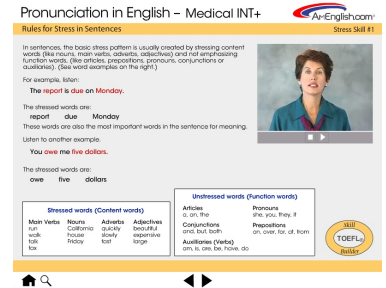 Pronunciation in English – Medical INT+
ArtEnglish.com
Rules for Stress in Sentences
Stress Skill #1
In sentences, the basic stress pattern is usually created by stressing content
words (like nouns, main verbs, adverbs, adjectives) and not emphasizing
function words, (like articles, prepositions, pronouns, conjunctions or
auxiliaries). (See word examples on the right.)
For example, listen:
The report is due on Monday.
The stressed words are:
report due Monday
These words are also the most important words in the sentence for meaning.
Listen to another example.
You owe me five dollars.
The stressed words are:
owe five dollars
Stressed words (Content words)
Main Verbs Nouns Adverbs Adjectives
run California quickly beautiful
walk house slowly expensive
talk Friday fast large
fax
Unstressed words (Function words)
Articles Pronouns
a, an, the she, you, they, it
Conjunctions Prepositions
and, but, both on, over, for, at, from
Auxiliaries (Verbs)
am, is, are, be, have, do
Skill
TOEFL®
Builder